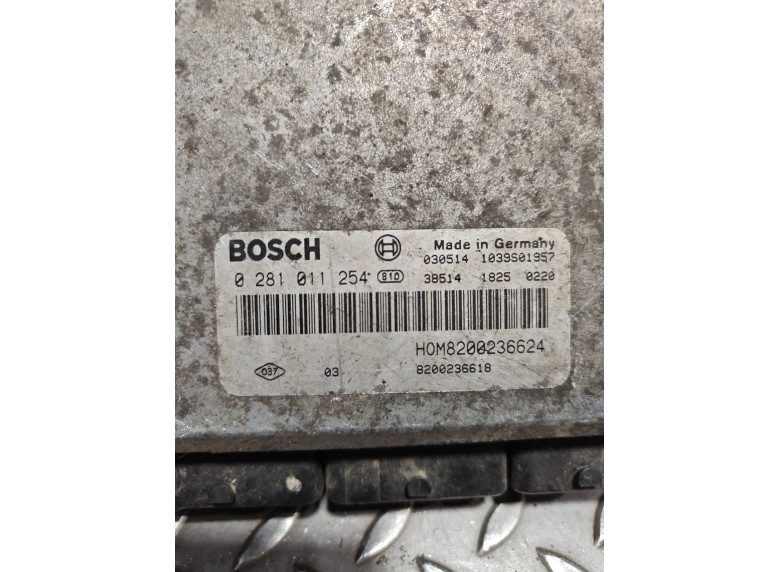 BOSCH Made in Germany
030514 1039S01957
0 281 011 254 810 38514 1825 0220
HOM8200236624
037 03 8200236618